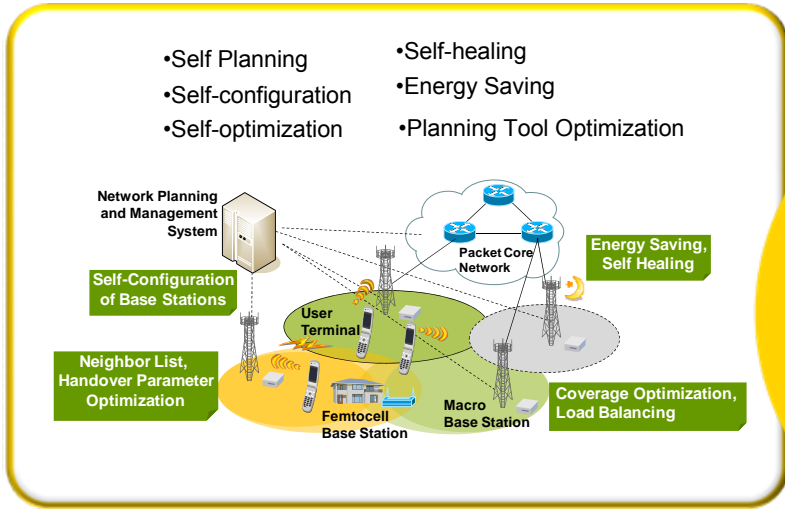 •Self Planning
•Self-configuration
•Self-optimization
•Self-healing
•Energy Saving
•Planning Tool Optimization
Network Planning
and Management
System
Packet Core
Network
Energy Saving,
Self Healing
Self-Configuration
of Base Stations
User
Terminal
Neighbor List,
Handover Parameter
Optimization
Femtocell
Base Station
Macro
Base Station
Coverage Optimization,
Load Balancing